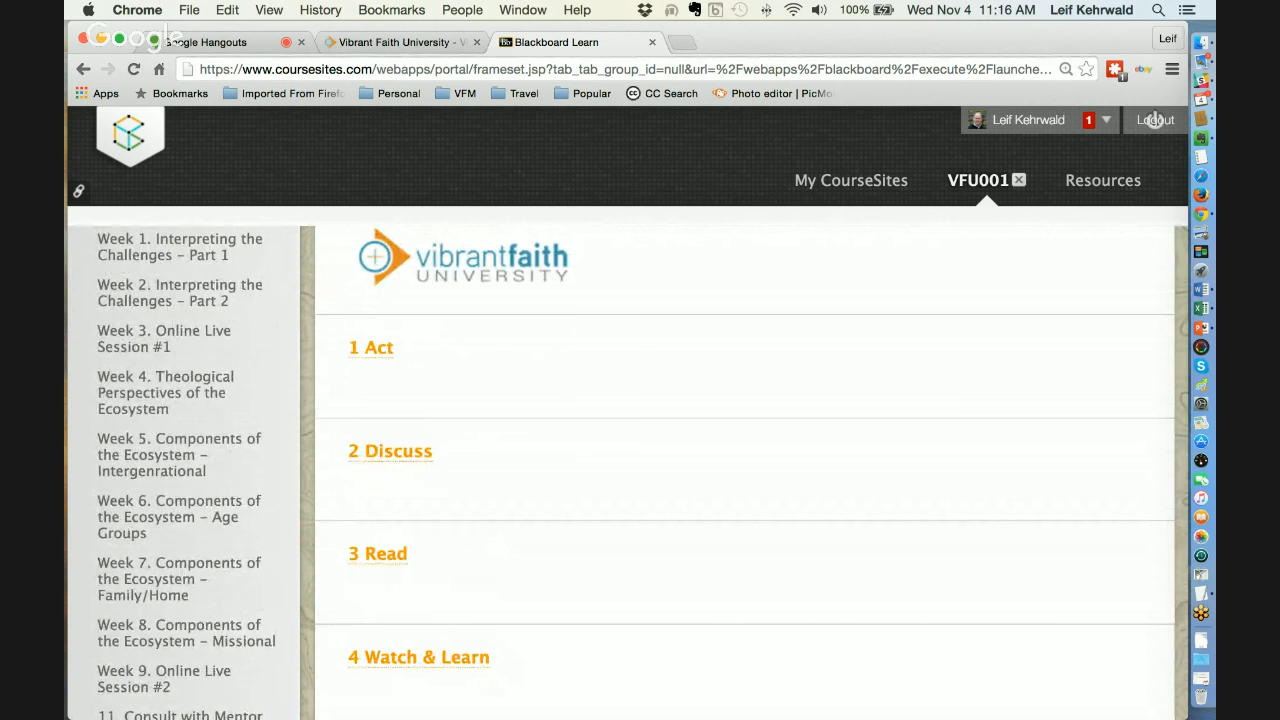 Chrome File Edit View History Bookmarks People Window Help 100% Wed Nov 4 11:16 AM Leif Kehrwald
Google
Google Hangouts
Vibrant Faith University - V
Blackboard Learn
Leif
https://www.coursesites.com/webapps/portal/frameset.jsp?tab_tab_group_id=null&url=%2Fwebapps%2Fblackboard%2Fexecute%2Flaunche...
Apps Bookmarks Imported From Firefo Personal VFM Travel Popular CC Search Photo editor | PicMo
Leif Kehrwald 1 Logout
My CourseSites VFU001 Resources
Week 1. Interpreting the
Challenges - Part 1
Week 2. Interpreting the
Challenges - Part 2
Week 3. Online Live
Session #1
Week 4. Theological
Perspectives of the
Ecosystem
Week 5. Components of
the Ecosystem -
Intergenrational
Week 6. Components of
the Ecosystem - Age
Groups
Week 7. Components of
the Ecosystem -
Family/Home
Week 8. Components of
the Ecosystem - Missional
Week 9. Online Live
Session #2
11. Consult with Mentor
vibrantfaith
UNIVERSITY
1 Act
2 Discuss
3 Read
4 Watch & Learn